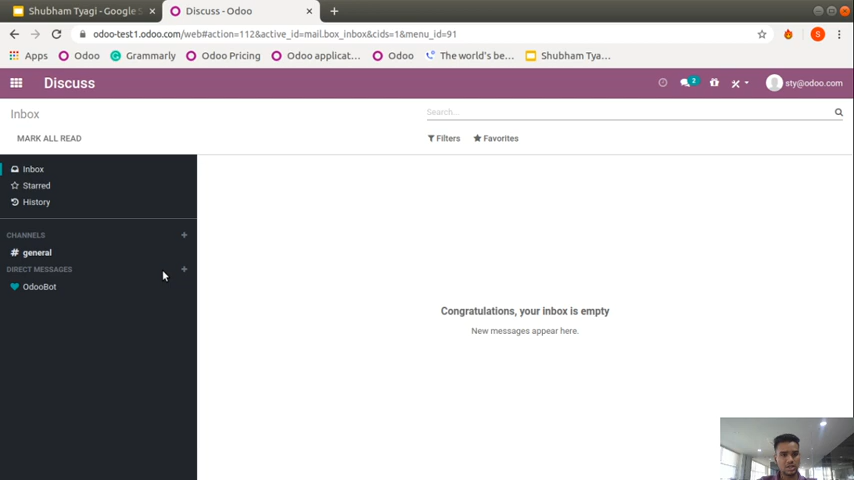 Shubham Tyagi - Google S
Discuss - Odoo
odoo-test1.odoo.com/web#action=112&active_id=mail.box_inbox&cids=1&menu_id=91
S
Apps Odoo Grammarly Odoo Pricing Odoo applicat... Odoo The world's be... Shubham Tya...
Discuss
2
sty@odoo.com
Inbox
Search...
MARK ALL READ
Filters Favorites
Inbox
Starred
History
CHANNELS +
# general
DIRECT MESSAGES +
OdooBot
Congratulations, your inbox is empty
New messages appear here.